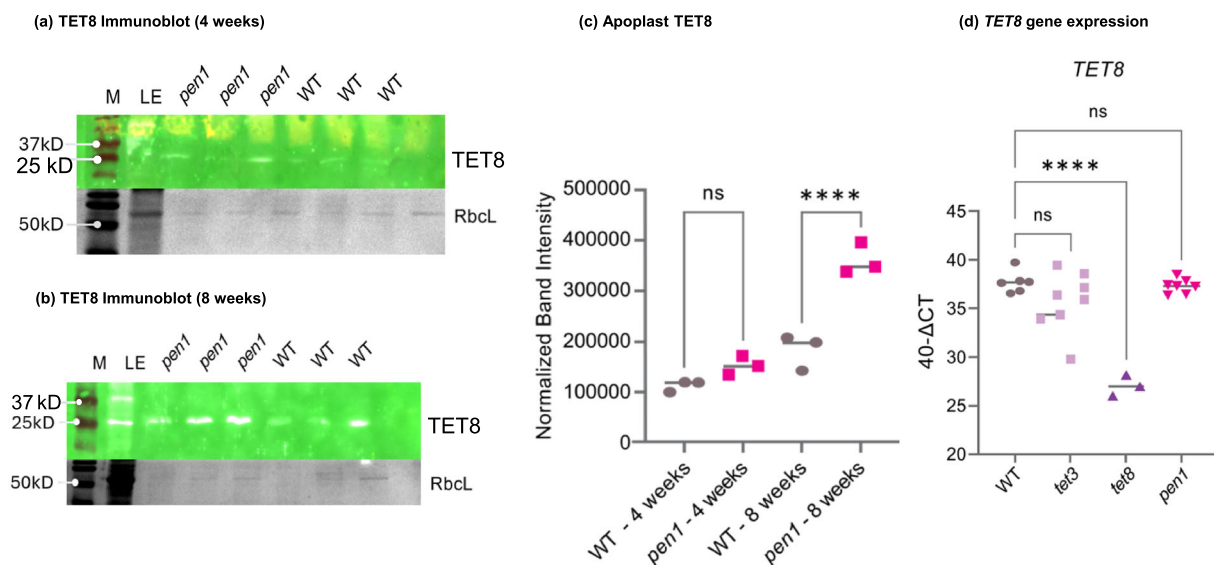 (a) TET8 Immunoblot (4 weeks)
M LE pen1 pen1 pen1 WT WT WT
37kD
25 kD
TET8
50kD
RbcL
(b) TET8 Immunoblot (8 weeks)
M LE pen1 pen1 pen1 WT WT WT
37 kD
25kD
TET8
50kD
RbcL
(c) Apoplast TET8
Normalized Band Intensity
500000
400000
300000
200000
100000
0
ns
****
WT - 4 weeks
pen1 - 4 weeks
WT - 8 weeks
pen1 - 8 weeks
(d) TET8 gene expression
TET8
ns
****
ns
40-ΔCT
45
40
35
30
25
20
WT
tet3
tet8
pen1